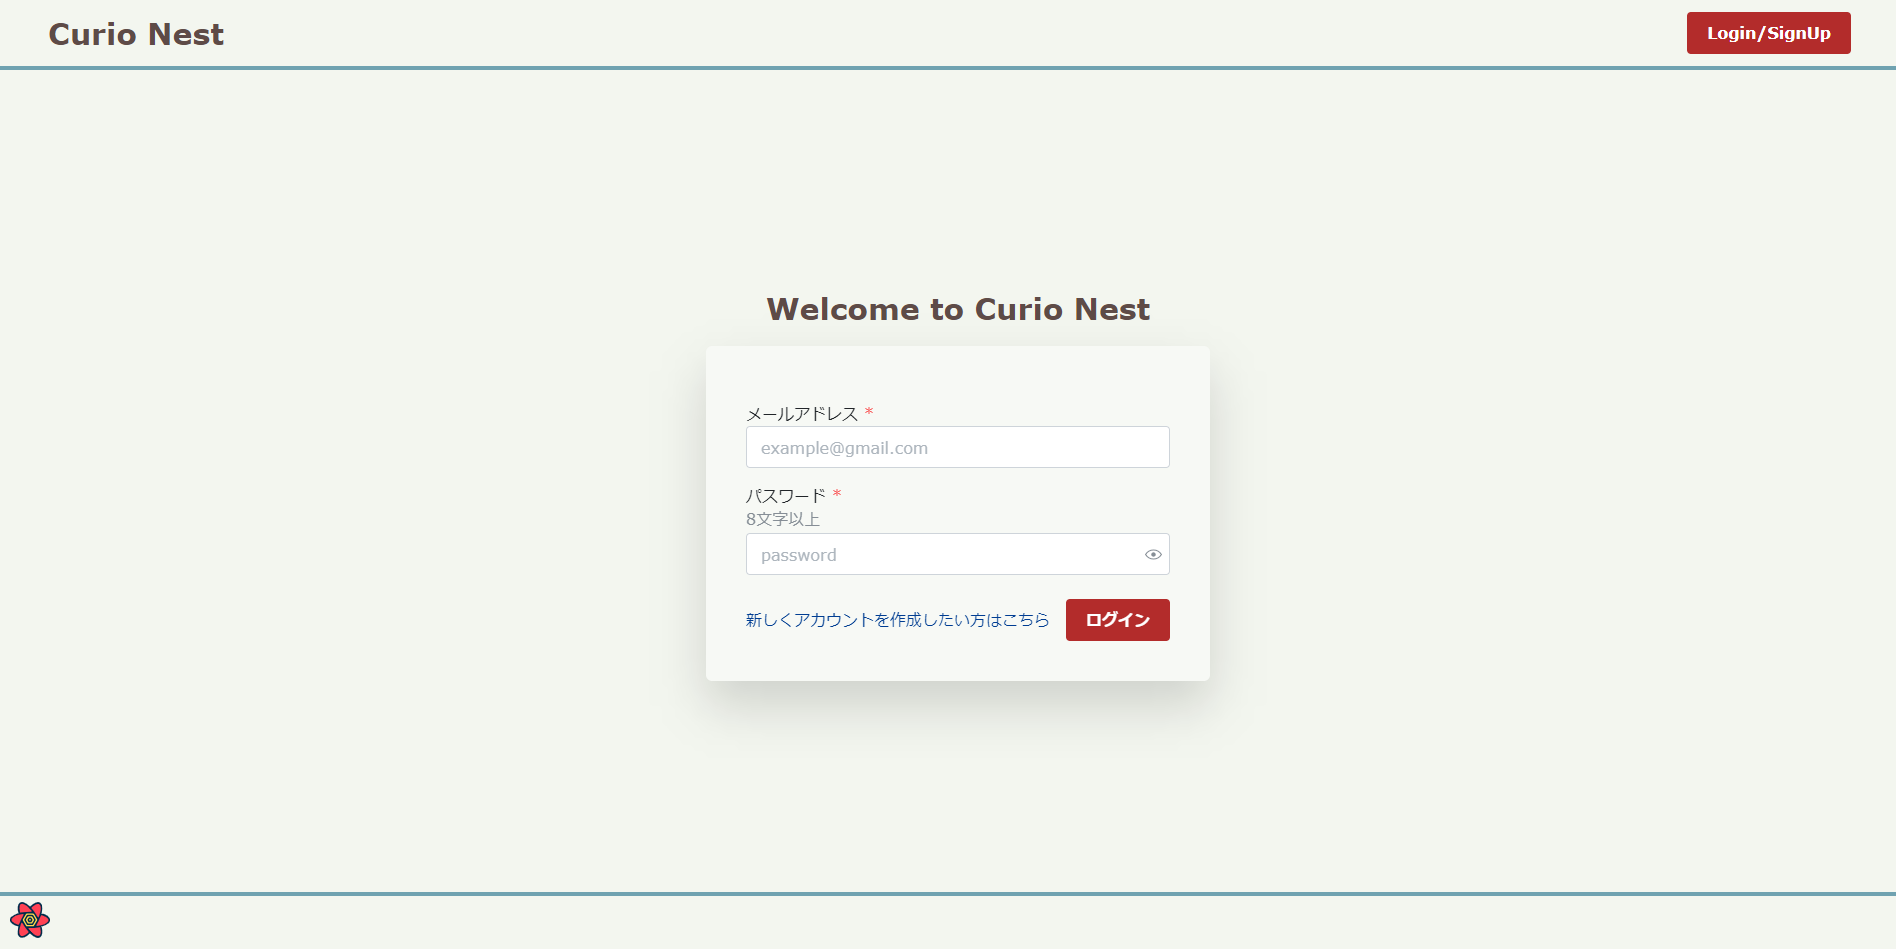 Curio Nest
Login/SignUp
Welcome to Curio Nest
メールアドレス *
example@gmail.com
パスワード *
8文字以上
password
新しくアカウントを作成したい方はこちら
ログイン